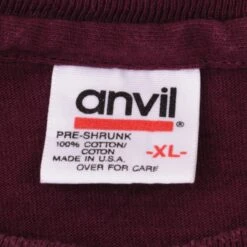 anvil®
PRE-SHRUNK
100% COTTON/
COTON
MADE IN U.S.A.
OVER FOR CARE
-XL-